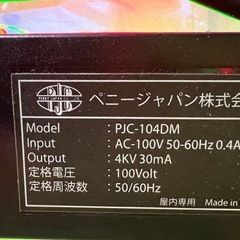 ペニージャパン株式会
Model : PJC-104DM
Input : AC-100V 50-60Hz 0.4A
Output : 4KV 30mA
定格電圧 : 100Volt
定格周波数 : 50/60Hz
屋内専用 Made in